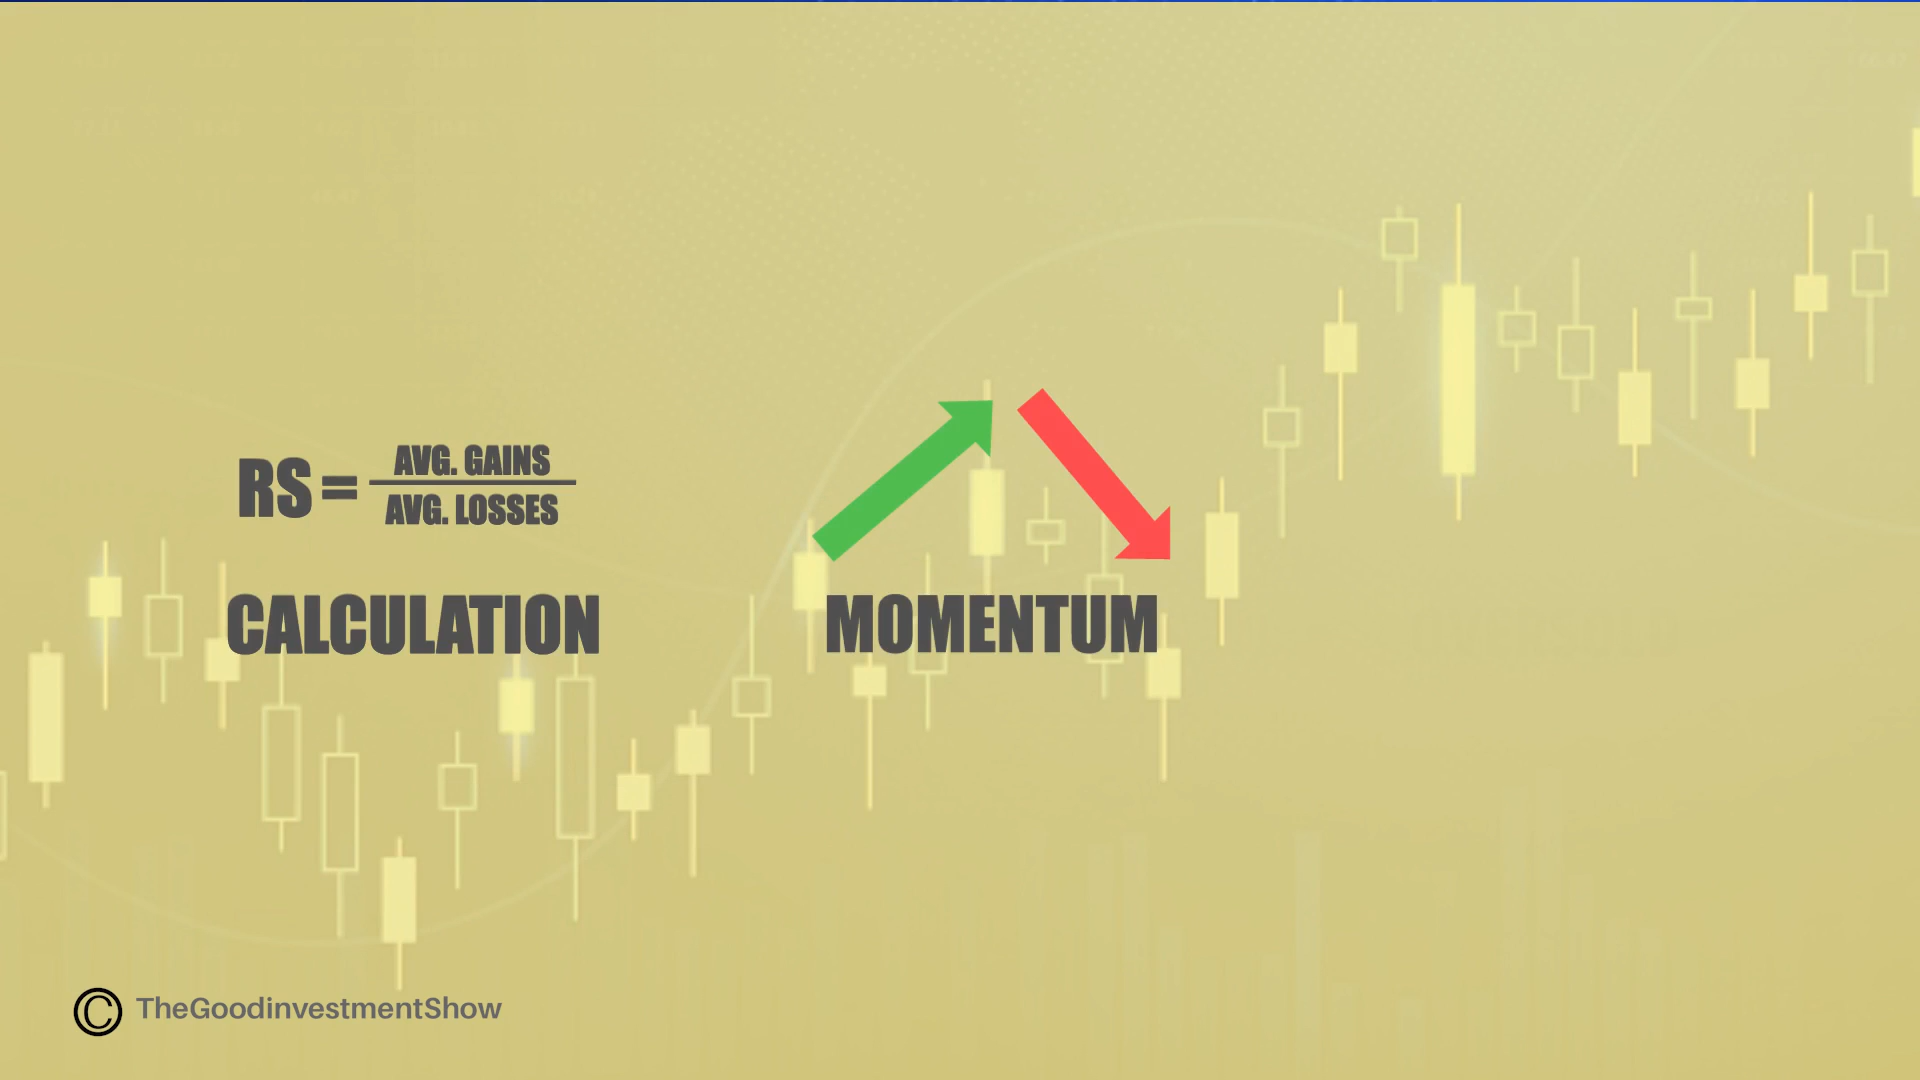 RS = AVG. GAINS
AVG. LOSSES
CALCULATION
MOMENTUM
© TheGoodinvestmentShow